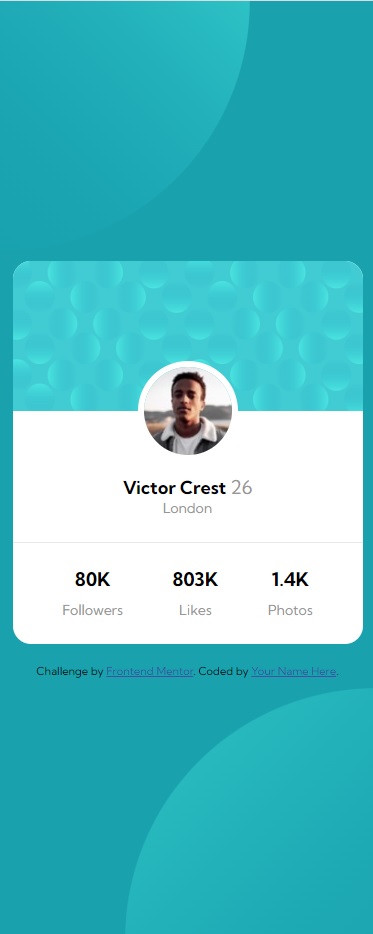 Victor Crest 26
London
80K 803K 1.4K
Followers Likes Photos
Challenge by Frontend Mentor. Coded by Your Name Here.